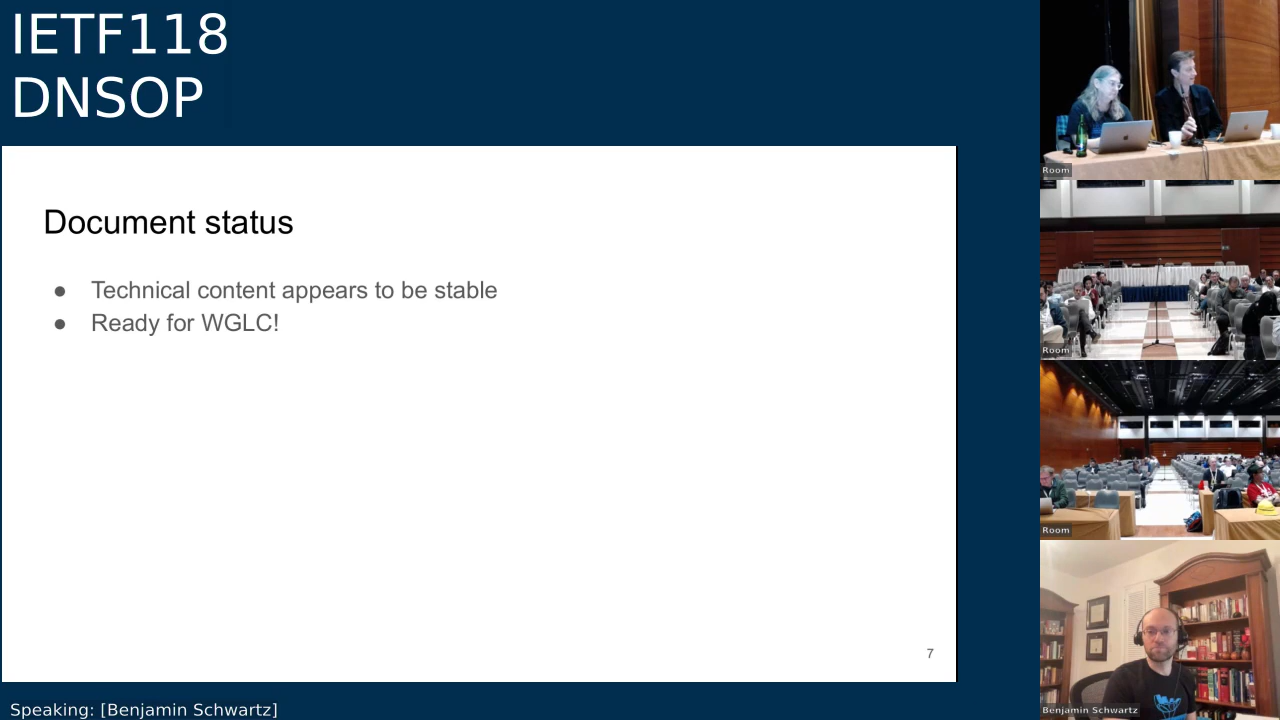 IETF118
DNSOP
Document status
● Technical content appears to be stable
● Ready for WGLC!
7
Speaking: [Benjamin Schwartz]
Room
Room
Room
Benjamin Schwartz